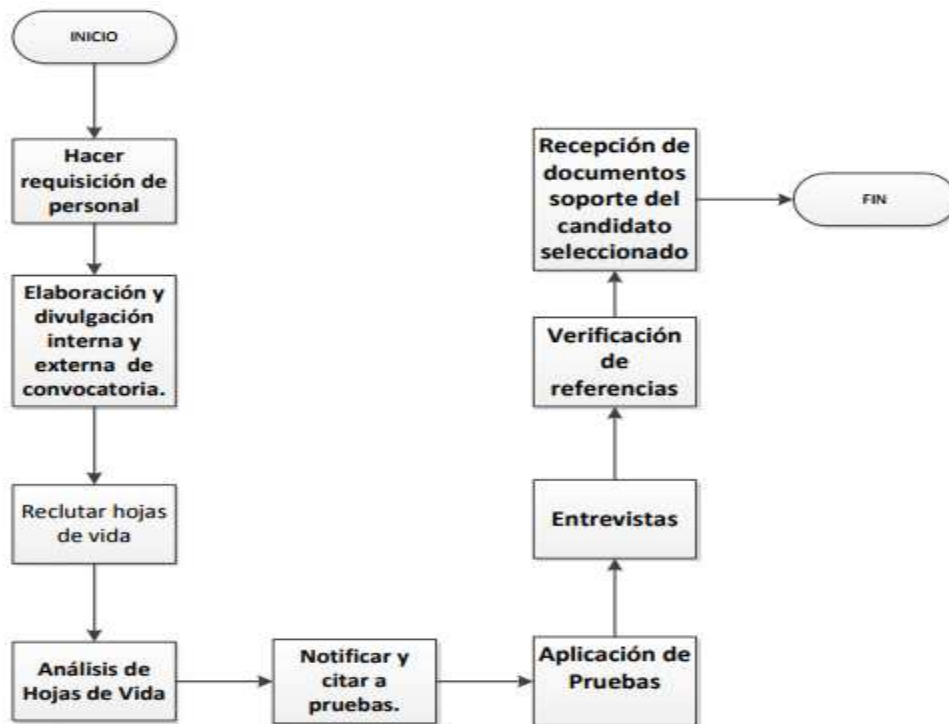 INICIO
Hacer
requisición de
personal
Elaboración y
divulgación
interna y
externa de
convocatoria.
Reclutar hojas
de vida
Análisis de
Hojas de Vida
Notificar y
citar a
pruebas.
Aplicación de
Pruebas
Entrevistas
Verificación
de
referencias
Recepción de
documentos
soporte del
candidato
seleccionado
FIN